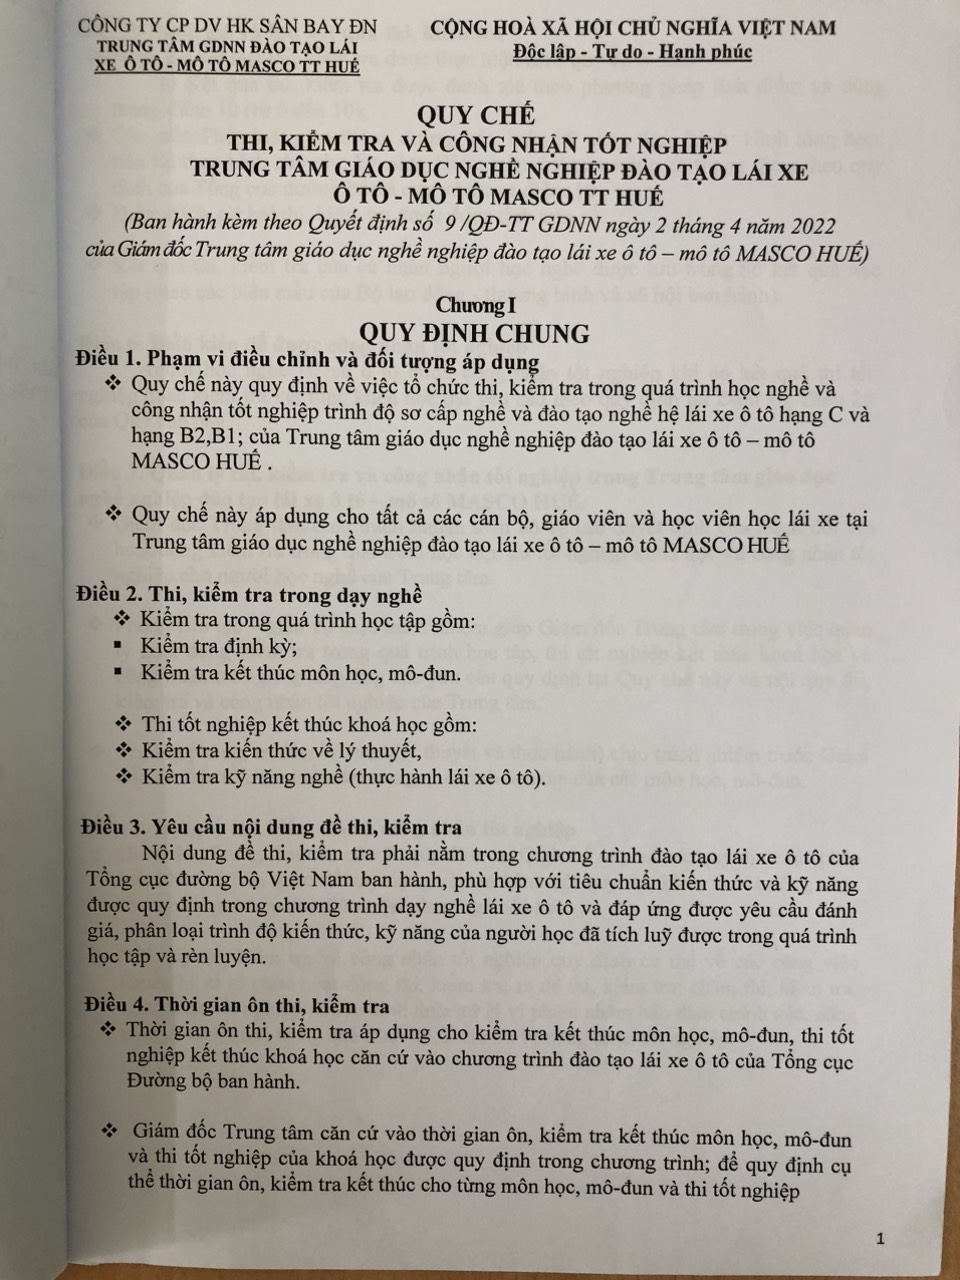 CÔNG TY CP DV HK SÂN BAY ĐN
TRUNG TÂM GDNN ĐÀO TẠO LÁI
XE Ô TÔ - MÔ TÔ MASCO TT HUẾ
CỘNG HOÀ XÃ HỘI CHỦ NGHĨA VIỆT NAM
Độc lập - Tự do - Hạnh phúc
QUY CHẾ
THI, KIỂM TRA VÀ CÔNG NHẬN TỐT NGHIỆP
TRUNG TÂM GIÁO DỤC NGHỀ NGHIỆP ĐÀO TẠO LÁI XE
Ô TÔ - MÔ TÔ MASCO TT HUẾ
(Ban hành kèm theo Quyết định số 9 /QĐ-TT GDNN ngày 2 tháng 4 năm 2022
của Giám đốc Trung tâm giáo dục nghề nghiệp đào tạo lái xe ô tô – mô tô MASCO HUẾ)
Chương I
QUY ĐỊNH CHUNG
Điều 1. Phạm vi điều chỉnh và đối tượng áp dụng
❖ Quy chế này quy định về việc tổ chức thi, kiểm tra trong quá trình học nghề và
công nhận tốt nghiệp trình độ sơ cấp nghề và đào tạo nghề hệ lái xe ô tô hạng C và
hạng B2,B1; của Trung tâm giáo dục nghề nghiệp đào tạo lái xe ô tô – mô tô
MASCO HUẾ .
❖ Quy chế này áp dụng cho tất cả các cán bộ, giáo viên và học viên học lái xe tại
Trung tâm giáo dục nghề nghiệp đào tạo lái xe ô tô – mô tô MASCO HUẾ
Điều 2. Thi, kiểm tra trong dạy nghề
❖ Kiểm tra trong quá trình học tập gồm:
▪ Kiểm tra định kỳ;
▪ Kiểm tra kết thúc môn học, mô-đun.
❖ Thi tốt nghiệp kết thúc khoá học gồm:
❖ Kiểm tra kiến thức về lý thuyết,
❖ Kiểm tra kỹ năng nghề (thực hành lái xe ô tô).
Điều 3. Yêu cầu nội dung đề thi, kiểm tra
Nội dung đề thi, kiểm tra phải nằm trong chương trình đào tạo lái xe ô tô của
Tổng cục đường bộ Việt Nam ban hành, phù hợp với tiêu chuẩn kiến thức và kỹ năng
được quy định trong chương trình dạy nghề lái xe ô tô và đáp ứng được yêu cầu đánh
giá, phân loại trình độ kiến thức, kỹ năng của người học đã tích luỹ được trong quá trình
học tập và rèn luyện.
Điều 4. Thời gian ôn thi, kiểm tra
❖ Thời gian ôn thi, kiểm tra áp dụng cho kiểm tra kết thúc môn học, mô-đun, thi tốt
nghiệp kết thúc khoá học căn cứ vào chương trình đào tạo lái xe ô tô của Tổng cục
Đường bộ ban hành.
❖ Giám đốc Trung tâm căn cứ vào thời gian ôn, kiểm tra kết thúc môn học, mô-đun
và thi tốt nghiệp của khoá học được quy định trong chương trình; để quy định cụ
thể thời gian ôn, kiểm tra kết thúc cho từng môn học, mô-đun và thi tốt nghiệp
1